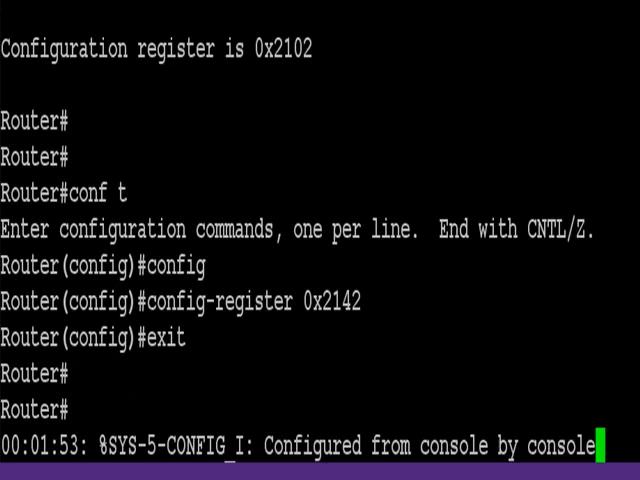 Configuration register is 0x2102
Router#
Router#
Router#conf t
Enter configuration commands, one per line.  End with CNTL/Z.
Router(config)#config
Router(config)#config-register 0x2142
Router(config)#exit
Router#
Router#
00:01:53: %SYS-5-CONFIG_I: Configured from console by console